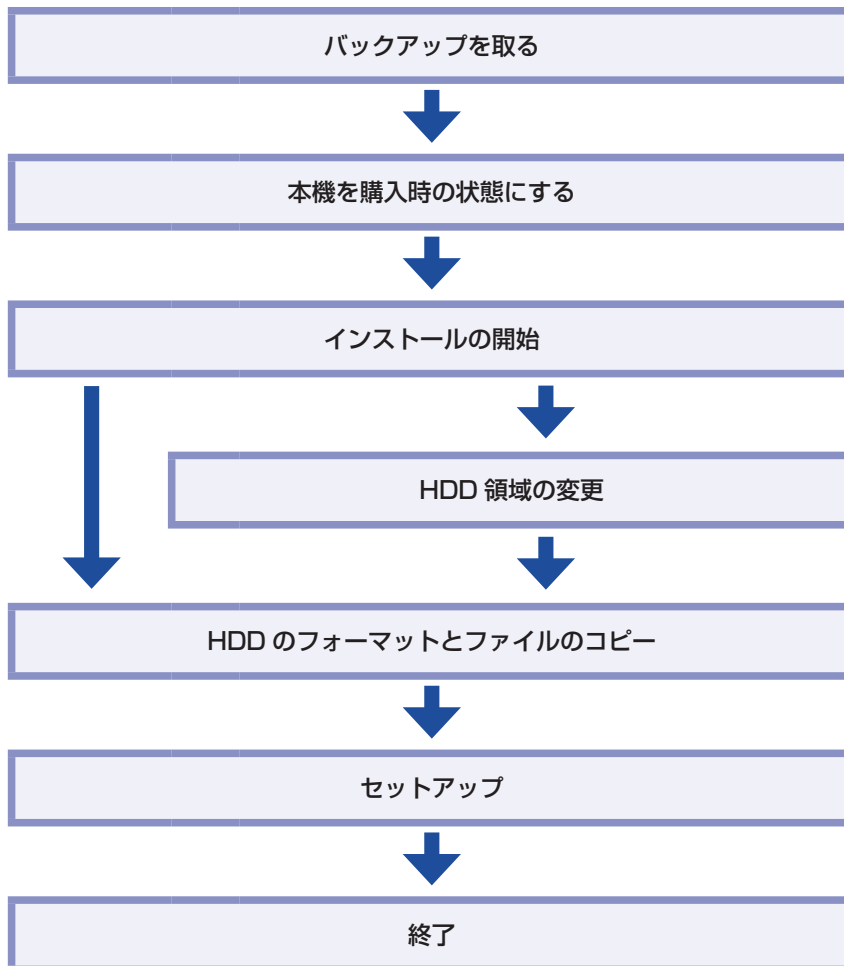 バックアップを取る
本機を購入時の状態にする
インストールの開始
HDD 領域の変更
HDD のフォーマットとファイルのコピー
セットアップ
終了